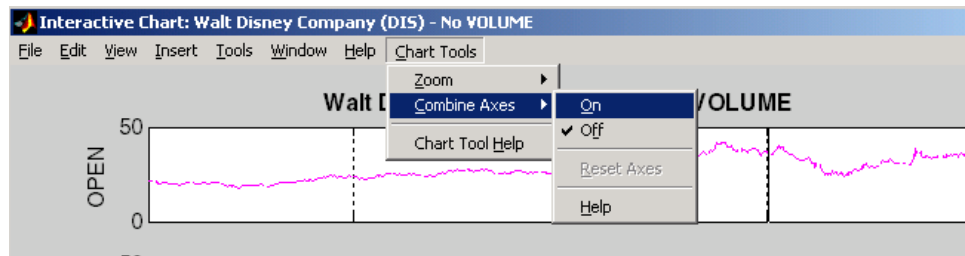 Interactive Chart: Walt Disney Company (DIS) - No VOLUME
File Edit View Insert Tools Window Help Chart Tools
Zoom
Walt VOLUME
Combine Axes On
50
Off
Chart Tool Help
OPEN
Reset Axes
Help
0